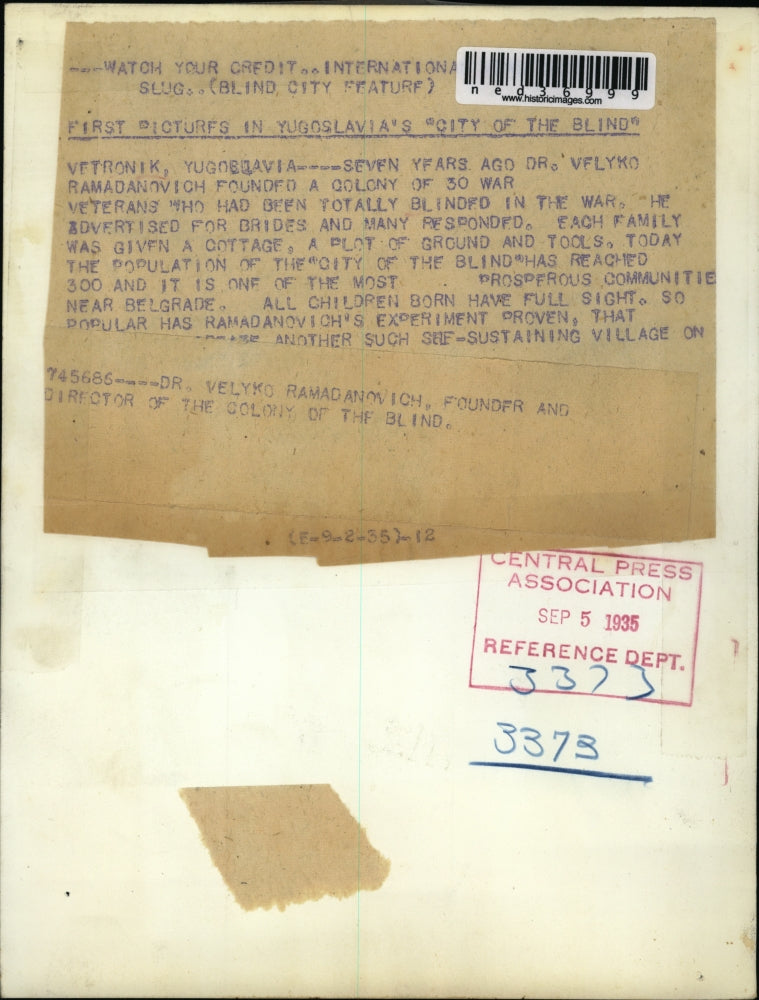 ---WATCH YOUR CREDIT..INTERNATIONA
SLUG..(BLIND CITY FEATURE)
ned36999
www.historicimages.com
FIRST PICTURES IN YUGOSLAVIA'S "CITY OF THE BLIND"
VETRONIK, YUGOSLAVIA----SEVEN YEARS AGO DR. VELYKO
RAMADANOVICH FOUNDED A COLONY OF 30 WAR
VETERANS WHO HAD BEEN TOTALLY BLINDED IN THE WAR. HE
ADVERTISED FOR BRIDES AND MANY RESPONDED. EACH FAMILY
WAS GIVEN A COTTAGE, A PLOT OF GROUND AND TOOLS. TODAY
THE POPULATION OF THE "CITY OF THE BLIND" HAS REACHED
300 AND IT IS ONE OF THE MOST PROSPEROUS COMMUNITIE
NEAR BELGRADE. ALL CHILDREN BORN HAVE FULL SIGHT. SO
POPULAR HAS RAMADANOVICH'S EXPERIMENT PROVEN, THAT
ANOTHER SUCH SEF-SUSTAINING VILLAGE ON
745686----DR. VELYKO RAMADANOVICH, FOUNDER AND
DIRECTOR OF THE COLONY OF THE BLIND.
(E-9-2-35)-12
CENTRAL PRESS
ASSOCIATION
SEP 5 1935
REFERENCE DEPT.
3373
3373